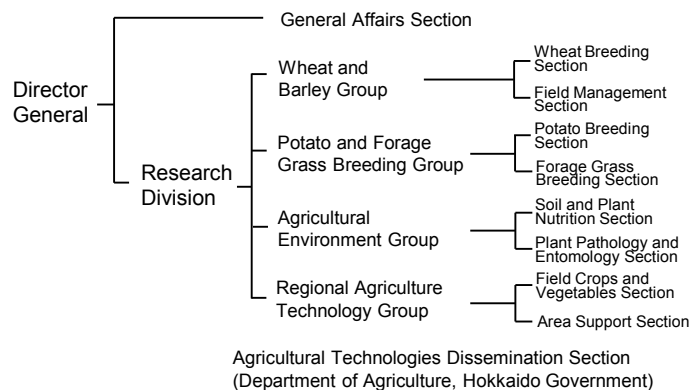 General Affairs Section
Director
General
Research
Division
Wheat and
Barley Group
Wheat Breeding
Section
Field Management
Section
Potato and Forage
Grass Breeding Group
Potato Breeding
Section
Forage Grass
Breeding Section
Agricultural
Environment Group
Soil and Plant
Nutrition Section
Plant Pathology and
Entomology Section
Regional Agriculture
Technology Group
Field Crops and
Vegetables Section
Area Support Section
Agricultural Technologies Dissemination Section
(Department of Agriculture, Hokkaido Government)